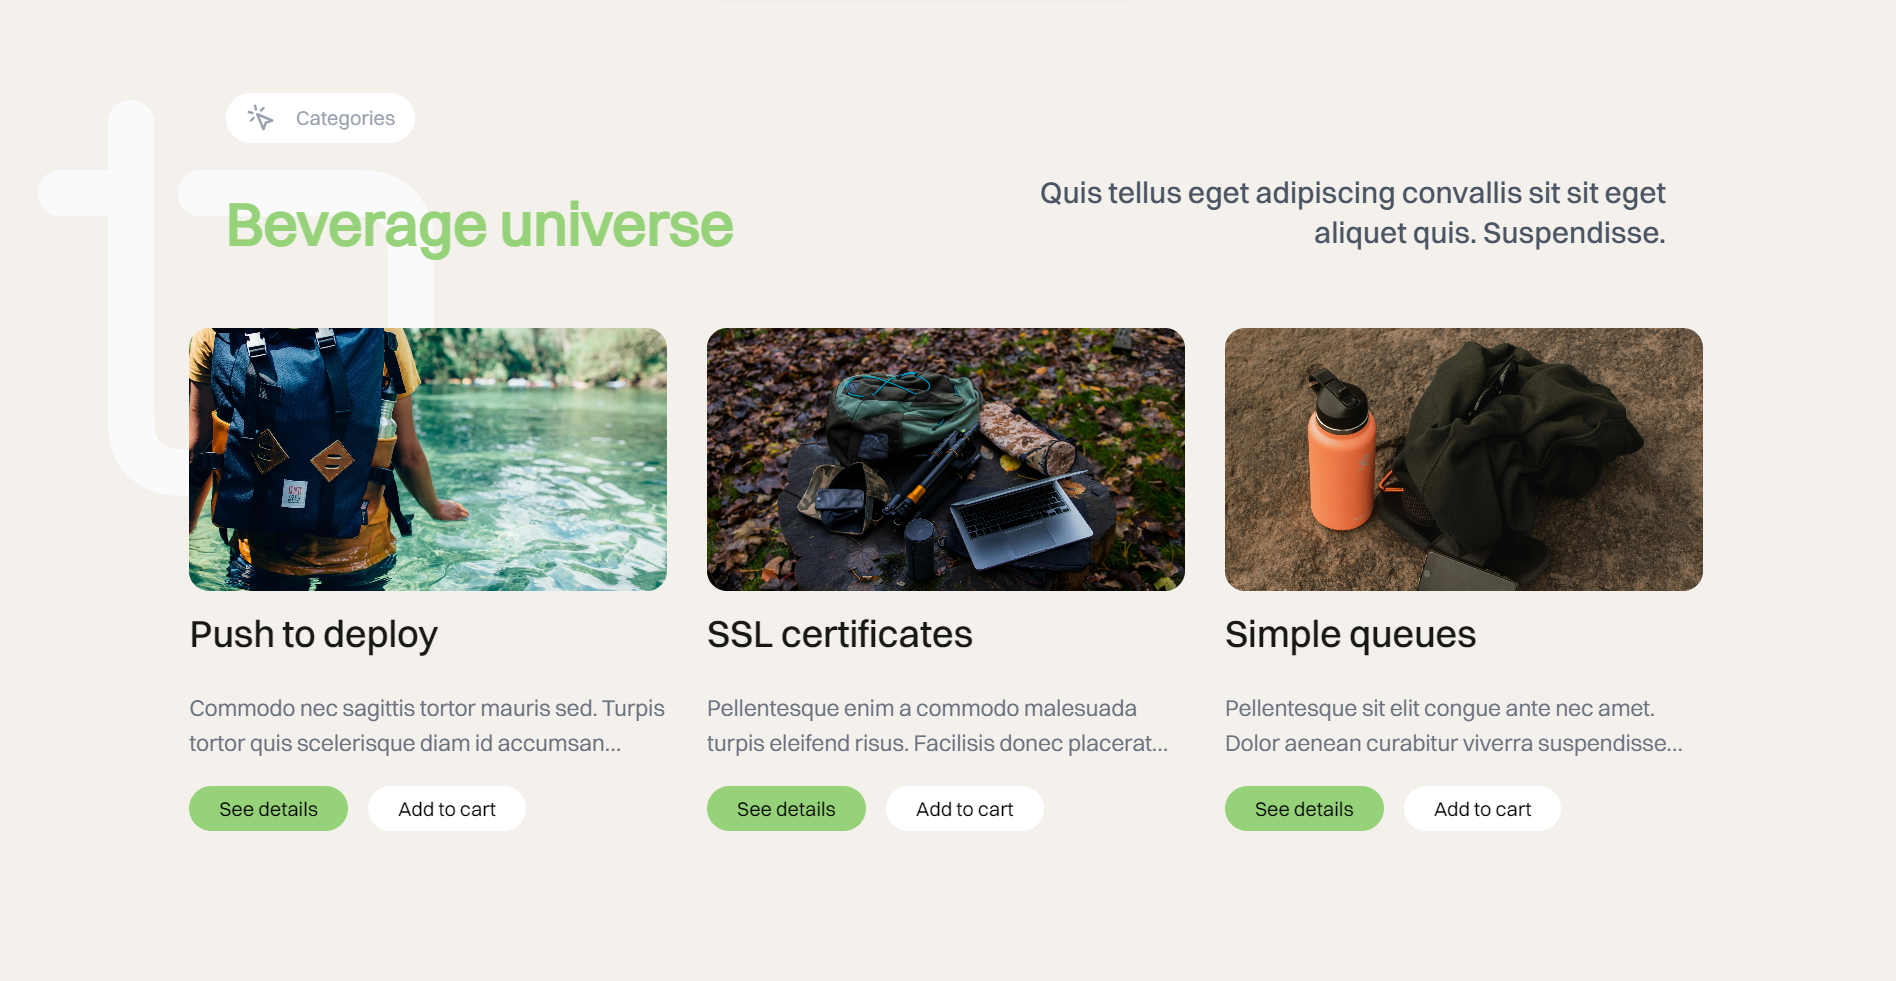 Categories
Beverage universe
Quis tellus eget adipiscing convallis sit sit eget
aliquet quis. Suspendisse.
Push to deploy
Commodo nec sagittis tortor mauris sed. Turpis
tortor quis scelerisque diam id accumsan...
See details
Add to cart
SSL certificates
Pellentesque enim a commodo malesuada
turpis eleifend risus. Facilisis donec placerat...
See details
Add to cart
Simple queues
Pellentesque sit elit congue ante nec amet.
Dolor aenean curabitur viverra suspendisse...
See details
Add to cart